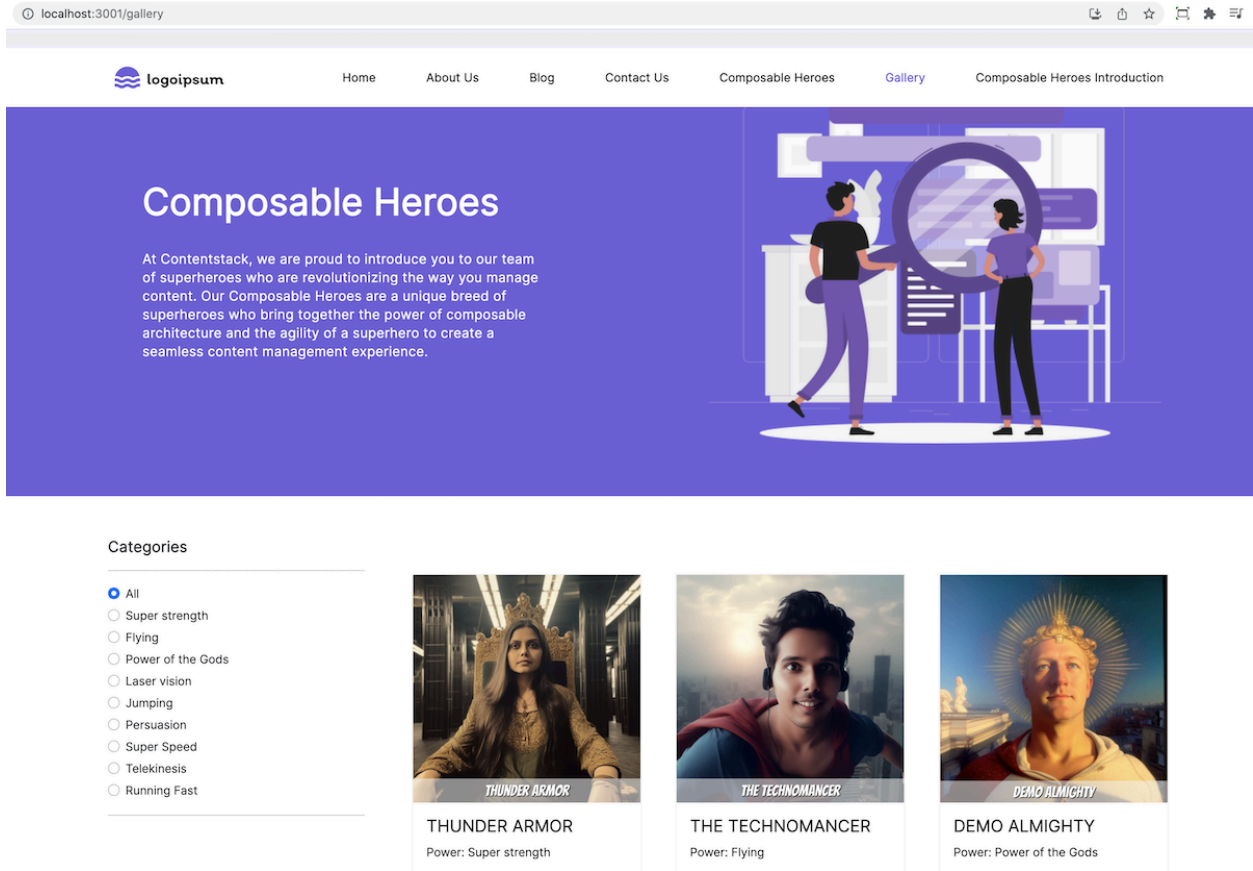 localhost:3001/gallery
logoipsum
Home
About Us
Blog
Contact Us
Composable Heroes
Gallery
Composable Heroes Introduction
Composable Heroes
At Contentstack, we are proud to introduce you to our team
of superheroes who are revolutionizing the way you manage
content. Our Composable Heroes are a unique breed of
superheroes who bring together the power of composable
architecture and the agility of a superhero to create a
seamless content management experience.
Categories
All
Super strength
Flying
Power of the Gods
Laser vision
Jumping
Persuasion
Super Speed
Telekinesis
Running Fast
THUNDER ARMOR
THUNDER ARMOR
Power: Super strength
THE TECHNOMANCER
THE TECHNOMANCER
Power: Flying
DEMO ALMIGHTY
DEMO ALMIGHTY
Power: Power of the Gods